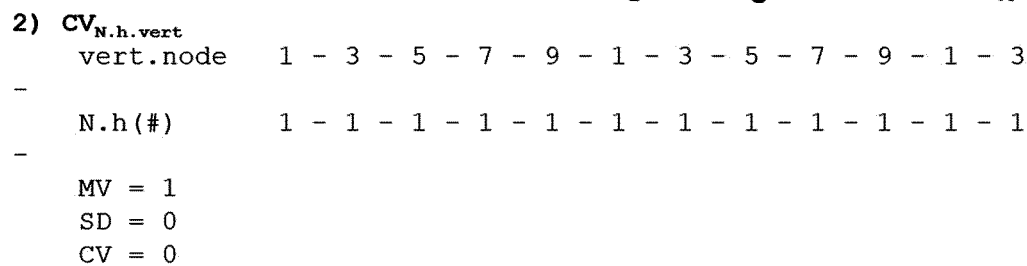 2) CV N.h.vert
vert.node 1 - 3 - 5 - 7 - 9 - 1 - 3 - 5 - 7 - 9 - 1 - 3
-
N.h(#) 1 - 1 - 1 - 1 - 1 - 1 - 1 - 1 - 1 - 1 - 1 - 1
-
MV = 1
SD = 0
CV = 0